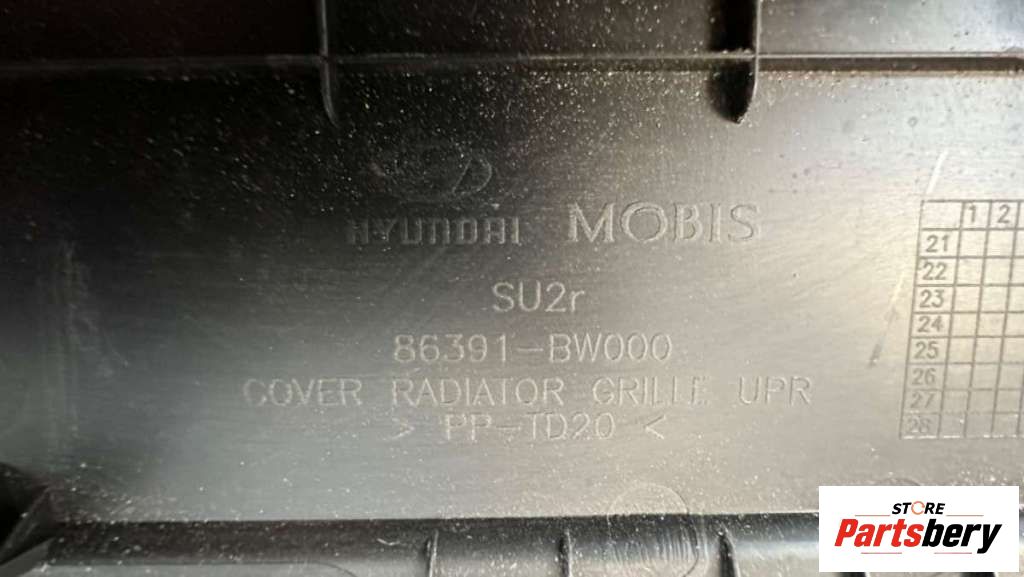 HYUNDAI MOBIS
SU2r
86391-BW000
COVER RADIATOR GRILLE UPR
> PP-TD20 <
1 2
21
22
23
24
25
26
27
28
STORE
Partsbery